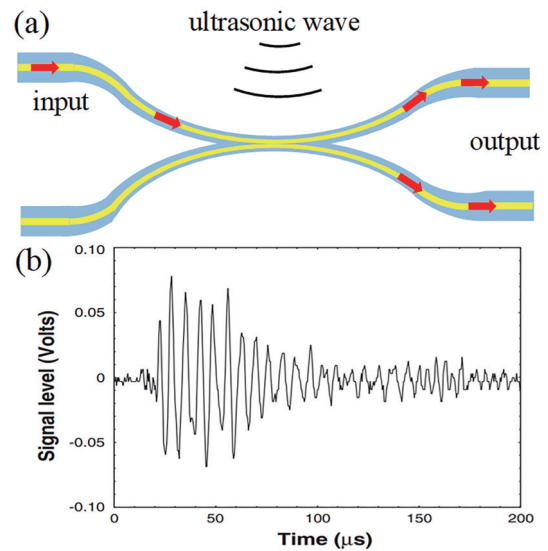 (a)
ultrasonic wave
input
output
(b)
0.10
0.05
0
-0.05
-0.10
Signal level (Volts)
0 50 100 150 200
Time (μs)